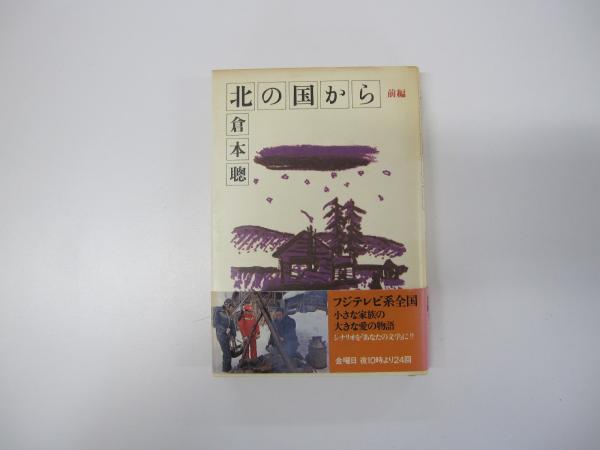 北の国から 前編
倉本聰
フジテレビ系全国
小さな家族の
大きな愛の物語
シナリオを「あなたの文学」に!!
金曜日 夜10時より24回